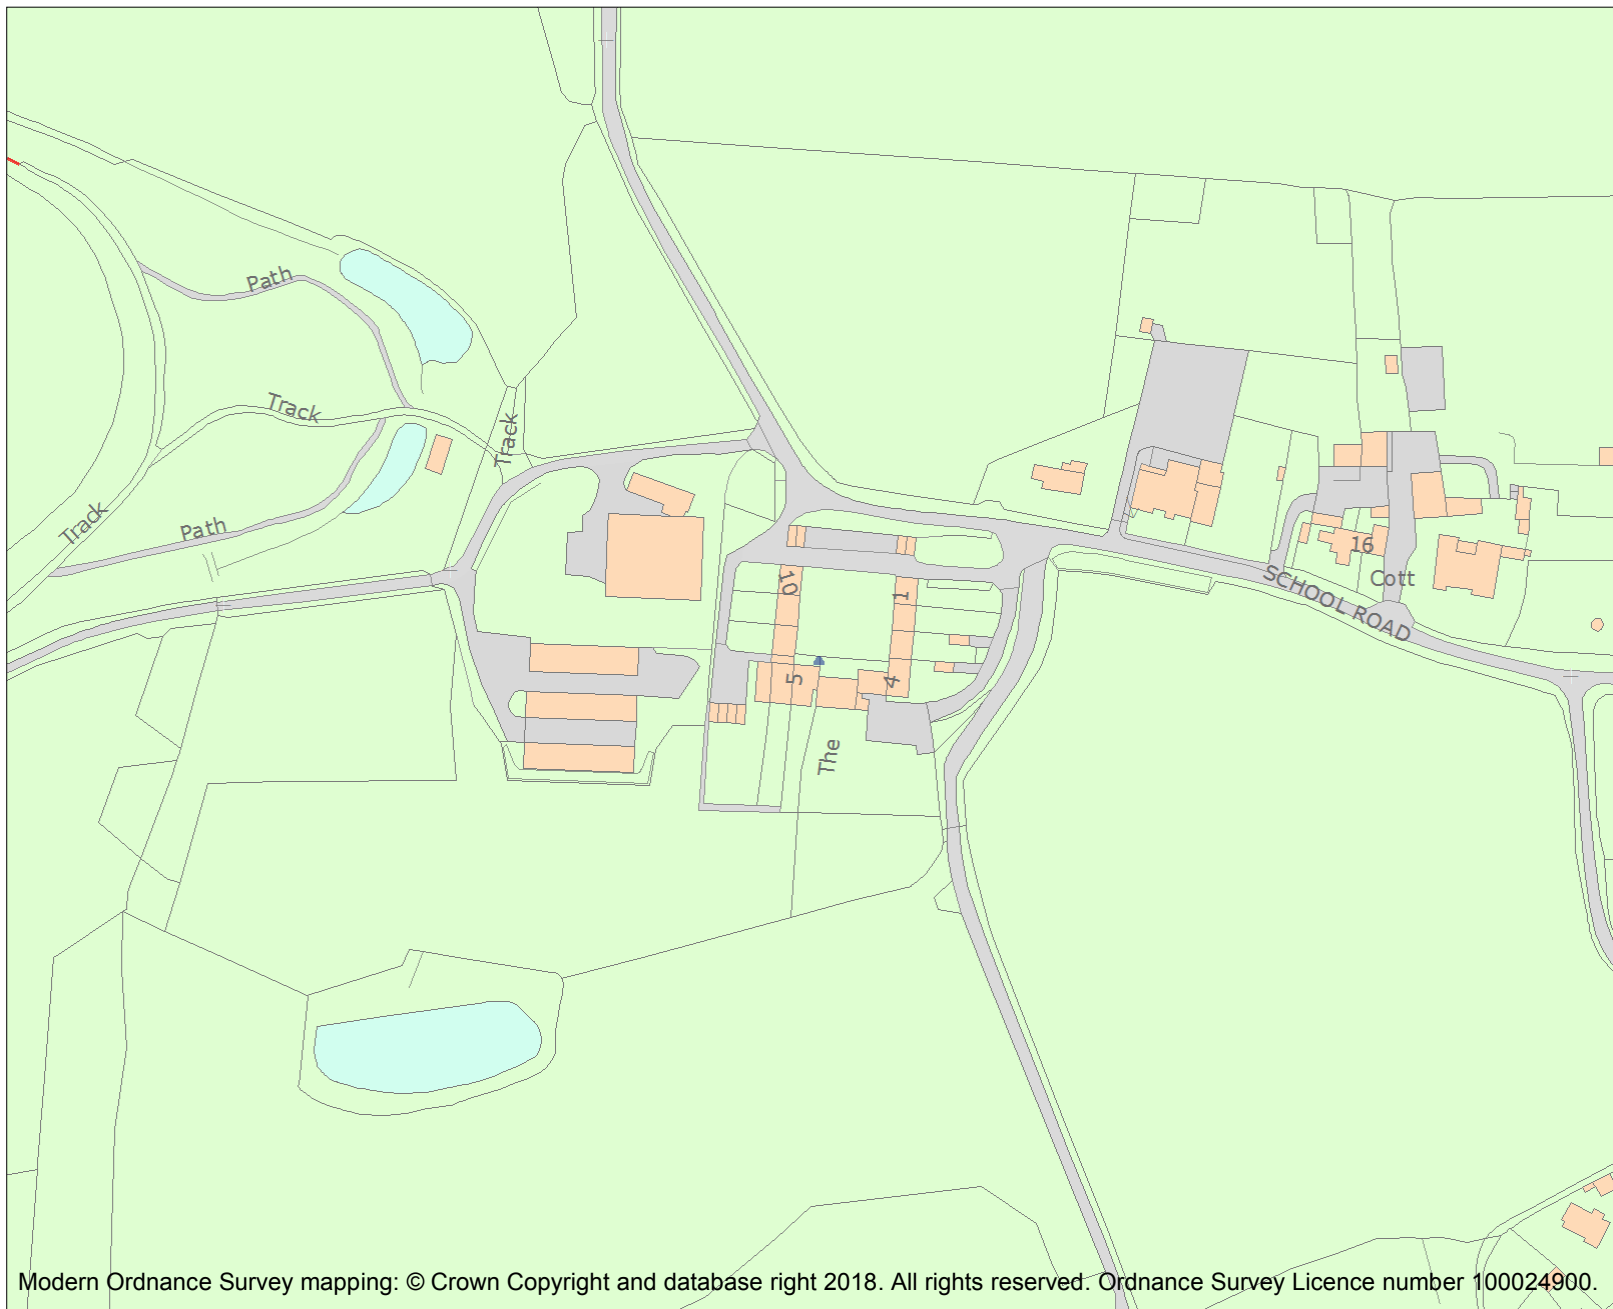 Path
Track
Track
Track
Path
10
1
16
Cott
SCHOOL ROAD
5
4
The
Modern Ordnance Survey mapping: © Crown Copyright and database right 2018. All rights reserved. Ordnance Survey Licence number 100024900.